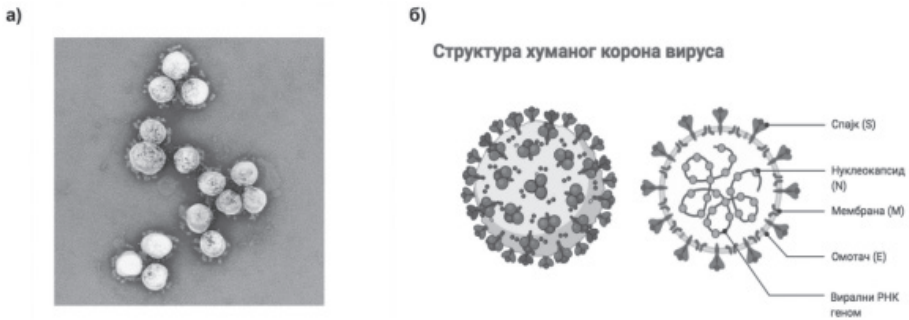 а)
б)
Структура хуманог корона вируса
Спајк (S)
Нуклеокапсид
(N)
Мембрана (M)
Омотач (E)
Вирални РНК
геном